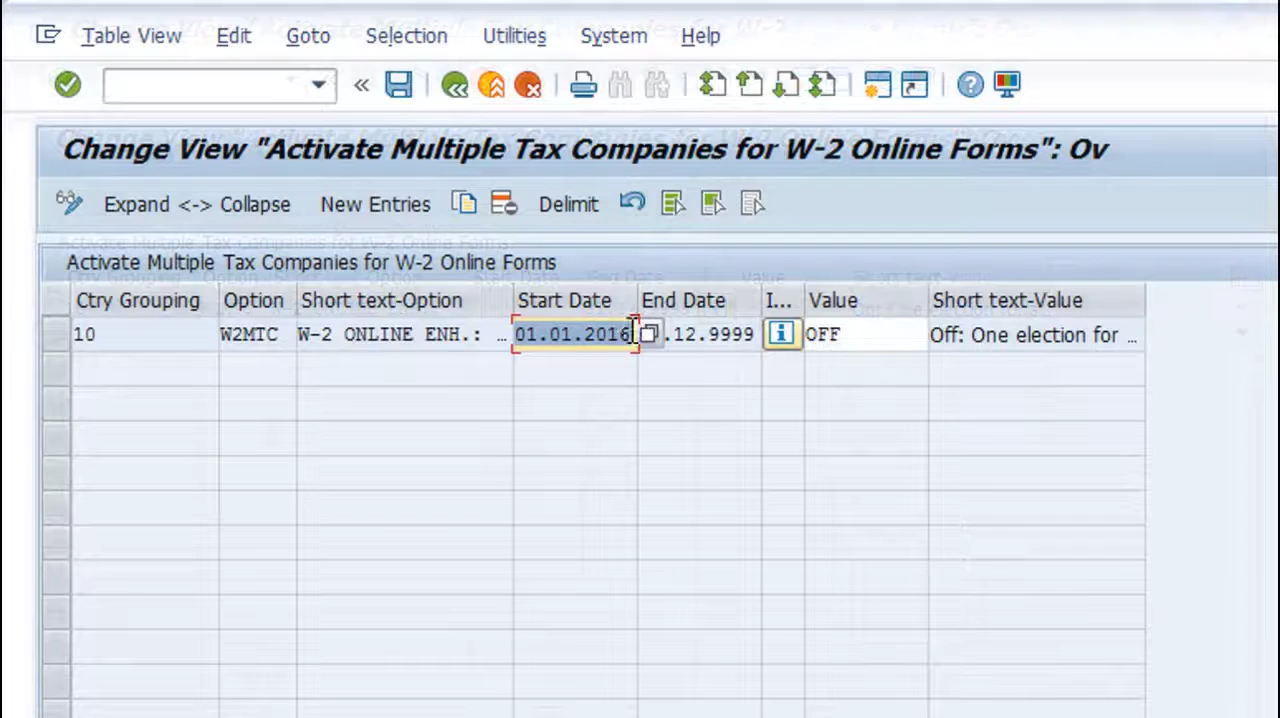 Table View Edit Goto Selection Utilities System Help
Change View "Activate Multiple Tax Companies for W-2 Online Forms": Ov
Expand <-> Collapse New Entries Delimit
Activate Multiple Tax Companies for W-2 Online Forms
Ctry Grouping Option Short text-Option Start Date End Date I... Value Short text-Value
10 W2MTC W-2 ONLINE ENH.: … 01.01.2016 .12.9999 OFF Off: One election for …